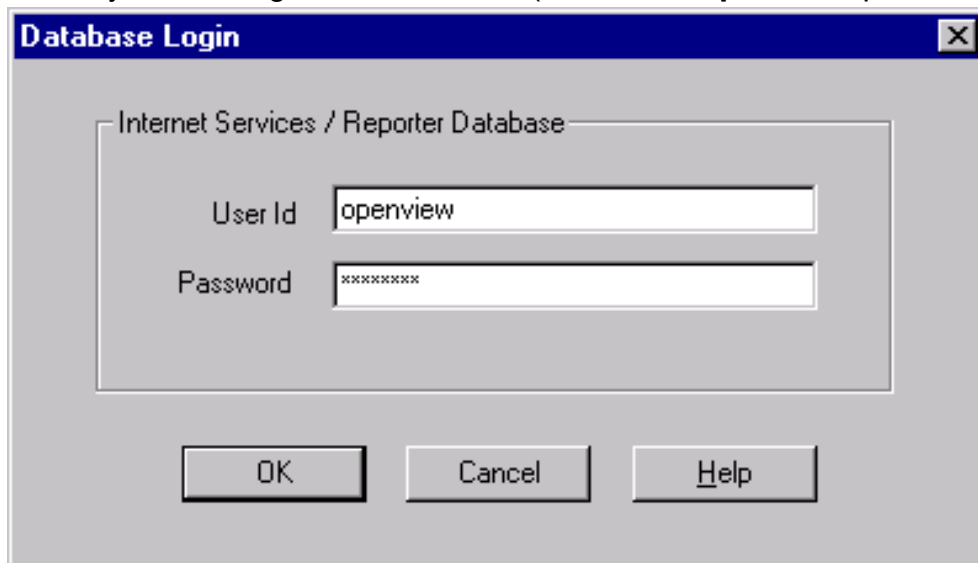 Database Login
Internet Services / Reporter Database
User Id openview
Password ********
OK Cancel Help